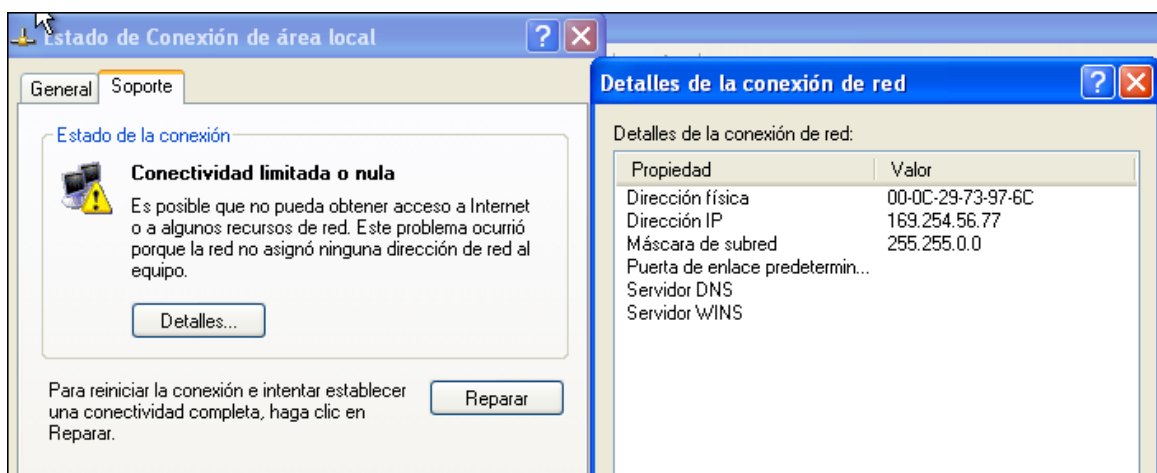 Estado de Conexión de área local
General
Soporte
Estado de la conexión
Conectividad limitada o nula
Es posible que no pueda obtener acceso a Internet
o a algunos recursos de red. Este problema ocurrió
porque la red no asignó ninguna dirección de red al
equipo.
Detalles...
Para reiniciar la conexión e intentar establecer
una conectividad completa, haga clic en
Reparar.
Reparar
Detalles de la conexión de red
Detalles de la conexión de red:
Propiedad Valor
Dirección física 00-0C-29-73-97-6C
Dirección IP 169.254.56.77
Máscara de subred 255.255.0.0
Puerta de enlace predetermin...
Servidor DNS
Servidor WINS